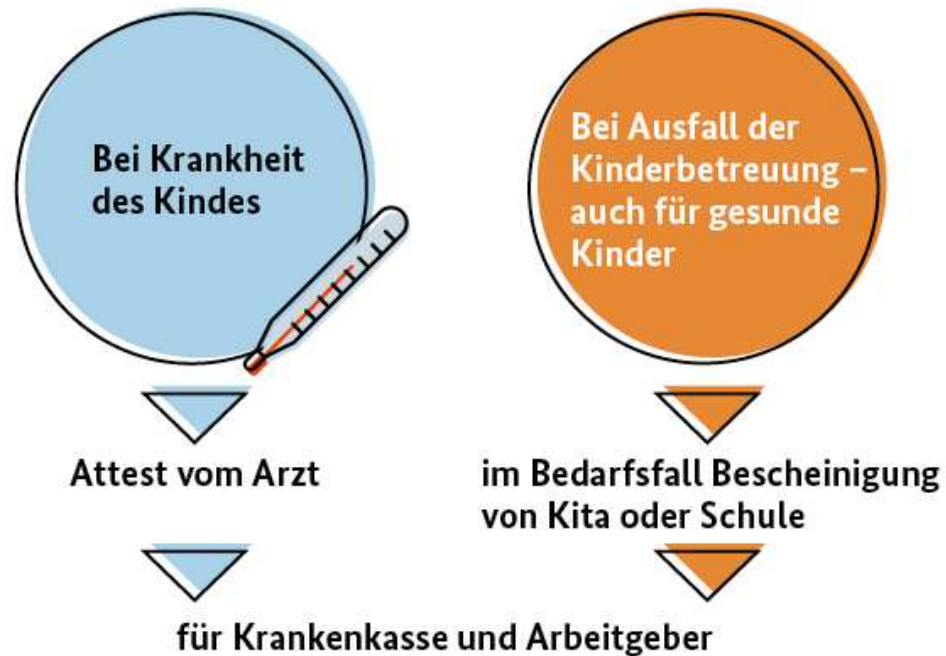 Bei Krankheit
des Kindes
Bei Ausfall der
Kinderbetreuung –
auch für gesunde
Kinder
Attest vom Arzt
im Bedarfsfall Bescheinigung
von Kita oder Schule
für Krankenkasse und Arbeitgeber